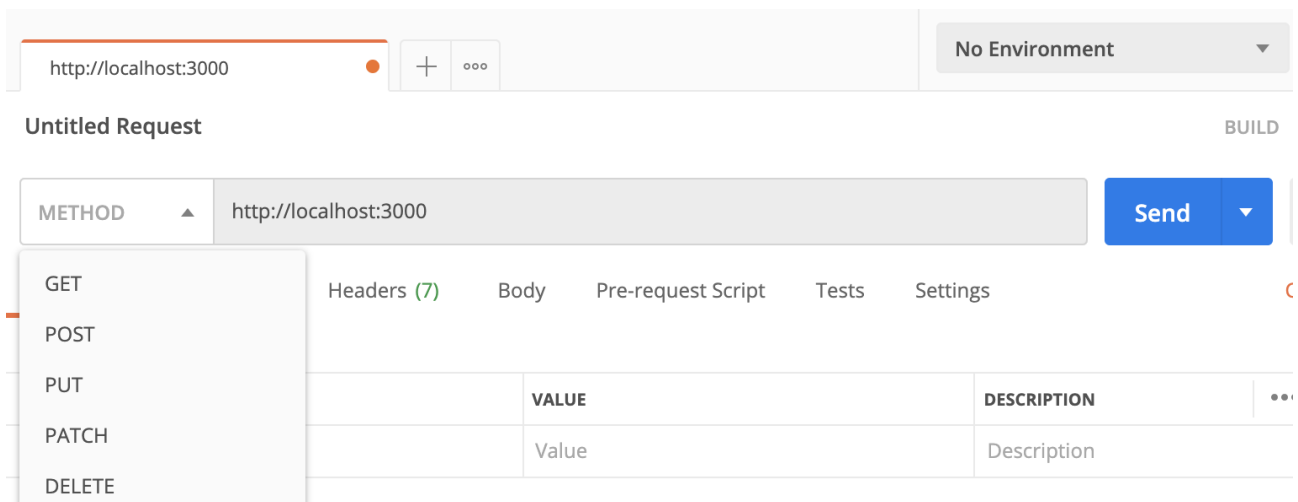 http://localhost:3000
No Environment
Untitled Request
BUILD
METHOD http://localhost:3000 Send
GET
POST
PUT
PATCH
DELETE
Headers (7) Body Pre-request Script Tests Settings
VALUE DESCRIPTION
Value Description